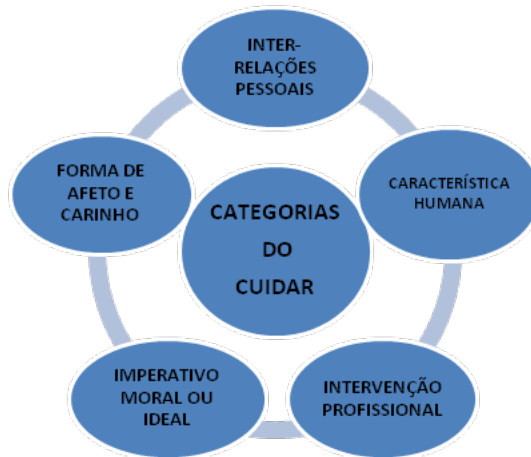 INTER-
RELAÇÕES
PESSOAIS
FORMA DE
AFETO E
CARINHO
CARACTERÍSTICA
HUMANA
CATEGORIAS
DO
CUIDAR
IMPERATIVO
MORAL OU
IDEAL
INTERVENÇÃO
PROFISSIONAL